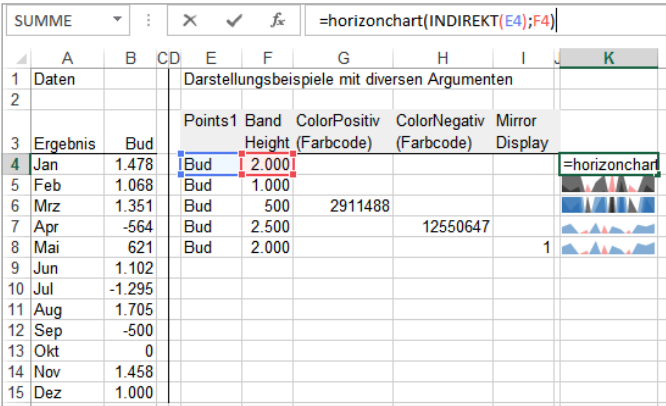 SUMME fx =horizonchart(INDIREKT(E4);F4)
A B C D E F G H I J K
1 Daten Darstellungsbeispiele mit diversen Argumenten
2
Points1 Band ColorPositiv ColorNegativ Mirror
3 Ergebnis Bud Height (Farbcode) (Farbcode) Display
4 Jan 1.478 Bud 2.000 =horizonchart
5 Feb 1.068 Bud 1.000
6 Mrz 1.351 Bud 500 2911488
7 Apr -564 Bud 2.500 12550647
8 Mai 621 Bud 2.000 1
9 Jun 1.102
10 Jul -1.295
11 Aug 1.705
12 Sep -500
13 Okt 0
14 Nov 1.458
15 Dez 1.000